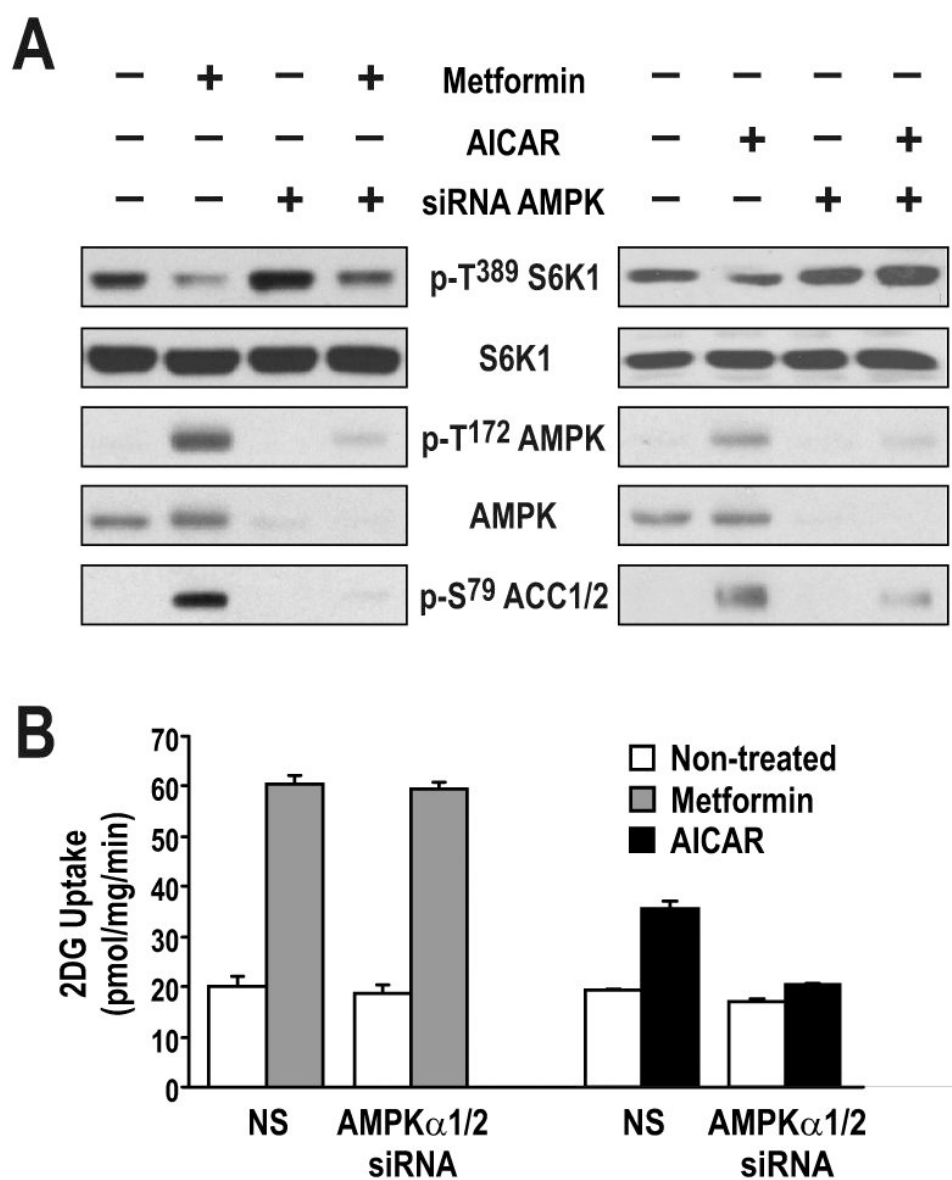 A
− + − + Metformin − − − −
− − − − AICAR − + − +
− − + + siRNA AMPK − − + +
p-T389 S6K1
S6K1
p-T172 AMPK
AMPK
p-S79 ACC1/2
B
70
60
50
40
30
20
10
0
2DG Uptake
(pmol/mg/min)
Non-treated
Metformin
AICAR
NS
AMPKα1/2
siRNA
NS
AMPKα1/2
siRNA